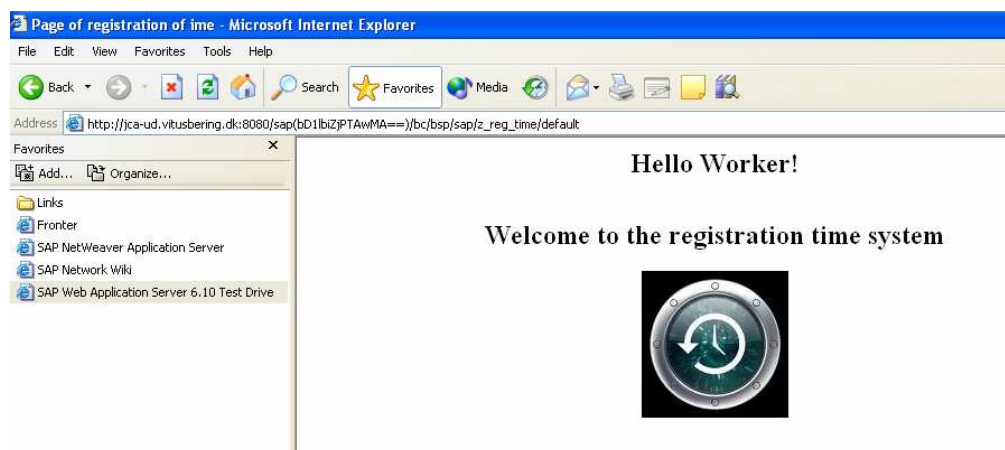 Page of registration of ime - Microsoft Internet Explorer
File Edit View Favorites Tools Help
Back Search Favorites Media
Address http://jca-ud.vitusbering.dk:8080/sap(bD1lbiZjPTAwMA==)/bc/bsp/sap/z_reg_time/default
Favorites x
Add... Organize...
Links
Fronter
SAP NetWeaver Application Server
SAP Network Wiki
SAP Web Application Server 6.10 Test Drive
Hello Worker!
Welcome to the registration time system